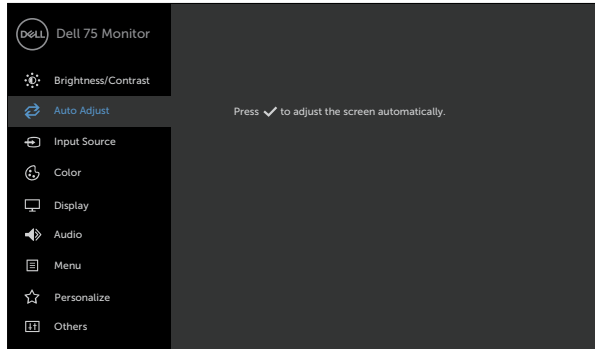 DELL Dell 75 Monitor
Brightness/Contrast
Auto Adjust
Press ✓ to adjust the screen automatically.
Input Source
Color
Display
Audio
Menu
Personalize
Others